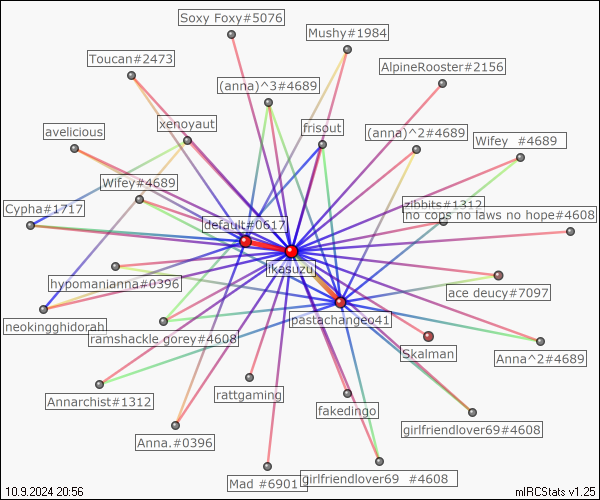 Soxy Foxy#5076
Mushy#1984
Toucan#2473
AlpineRooster#2156
(anna)^3#4689
xenoyaut
frisout
avelicious
(anna)^2#4689
Wifey_#4689
Wifey#4689
Cypha#1717
zibbits#1312
no cops no laws no hope#4608
default#0617
ikasuzu
hypomanianna#0396
ace deucy#7097
neokingghidorah
pastachangeo41
ramshackle gorey#4608
Skalman
Anna^2#4689
Annarchist#1312
rattgaming
fakedingo
girlfriendlover69#4608
Anna.#0396
Mad_#6901
girlfriendlover69_#4608
10.9.2024 20:56
mIRCStats v1.25